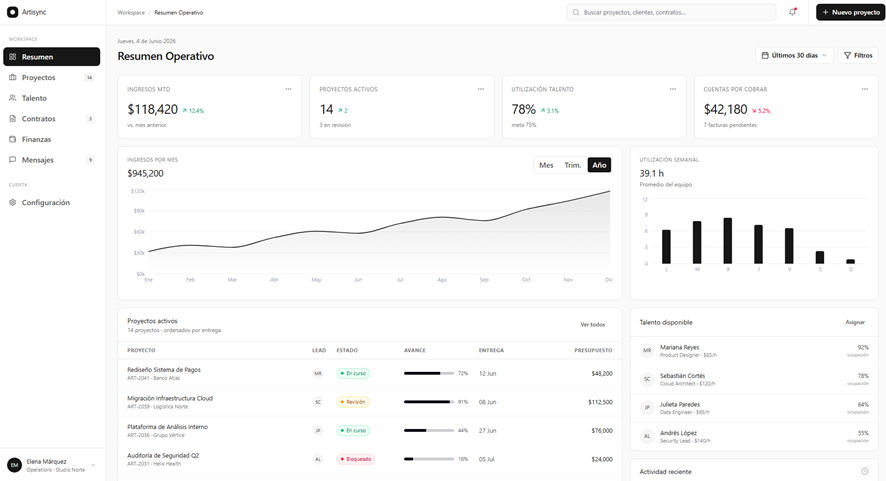 Artisync
Workspace / Resumen Operativo
Buscar proyectos, clientes, contratos...
+ Nuevo proyecto
WORKSPACE
Resumen
Proyectos 14
Talento
Contratos 3
Finanzas
Mensajes 9
CUENTA
Configuración
EM
Elena Márquez
Operations · Studio Norte
Jueves, 4 de Junio 2026
Resumen Operativo
Últimos 30 días
Filtros
INGRESOS MTD
$118,420 12.4%
vs. mes anterior
PROYECTOS ACTIVOS
14 2
3 en revisión
UTILIZACIÓN TALENTO
78% 3.1%
meta 75%
CUENTAS POR COBRAR
$42,180 5.2%
7 facturas pendientes
INGRESOS POR MES
$945,200
Mes Trim. Año
$120k
$90k
$60k
$30k
$0k
Ene Feb Mar Abr May Jun Jul Ago Sep Oct Nov Dic
UTILIZACIÓN SEMANAL
39.1 h
Promedio del equipo
12
9
6
3
0
L M X J V S D
Proyectos activos
14 proyectos · ordenados por entrega
Ver todos
PROYECTO LEAD ESTADO AVANCE ENTREGA PRESUPUESTO
Rediseño Sistema de Pagos
ART-2041 · Banco Atlas
MR En curso 72% 12 Jun $48,200
Migración Infraestructura Cloud
ART-2039 · Logística Norte
SC Revisión 91% 08 Jun $112,500
Plataforma de Análisis Interno
ART-2036 · Grupo Vértice
JP En curso 44% 27 Jun $76,000
Auditoría de Seguridad Q2
ART-2031 · Helix Health
AL Bloqueado 18% 05 Jul $24,000
Talento disponible
Asignar
MR Mariana Reyes 92%
Product Designer · $85/h ocupación
SC Sebastián Cortés 78%
Cloud Architect · $120/h ocupación
JP Julieta Paredes 64%
Data Engineer · $95/h ocupación
AL Andrés López 55%
Security Lead · $140/h ocupación
Actividad reciente